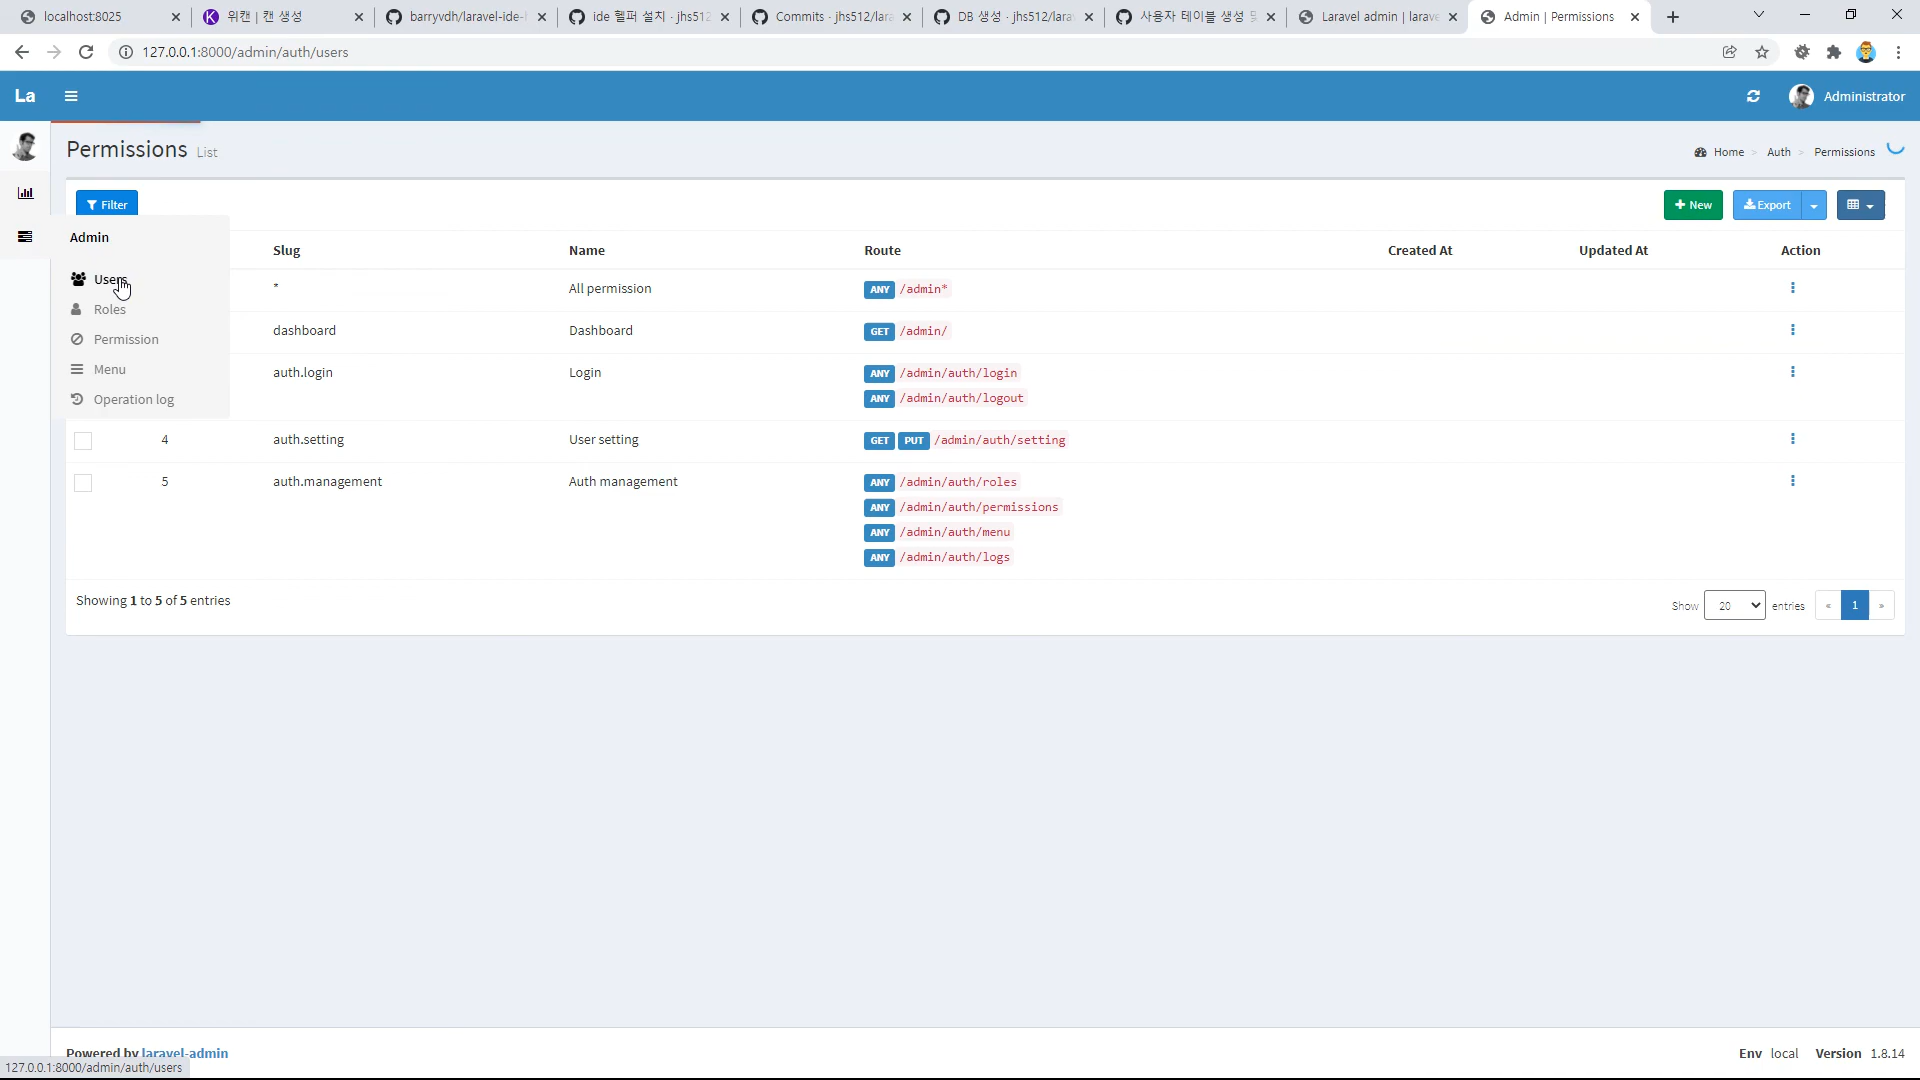 localhost:8025
위캔 | 캔 생성
barryvdh/laravel-ide-
ide 헬퍼 설치 · jhs512
Commits · jhs512/lara
DB 생성 · jhs512/lara
사용자 테이블 생성 및
Laravel admin | larave
Admin | Permissions
127.0.0.1:8000/admin/auth/users
La
Administrator
Permissions List
Home > Auth > Permissions
Filter
+ New
Export
Admin
Users
Roles
Permission
Menu
Operation log
Slug Name Route Created At Updated At Action
* All permission ANY /admin*
dashboard Dashboard GET /admin/
auth.login Login ANY /admin/auth/login
ANY /admin/auth/logout
4 auth.setting User setting GET PUT /admin/auth/setting
5 auth.management Auth management ANY /admin/auth/roles
ANY /admin/auth/permissions
ANY /admin/auth/menu
ANY /admin/auth/logs
Showing 1 to 5 of 5 entries
Show 20 entries « 1 »
Powered by laravel-admin
Env local Version 1.8.14
127.0.0.1:8000/admin/auth/users